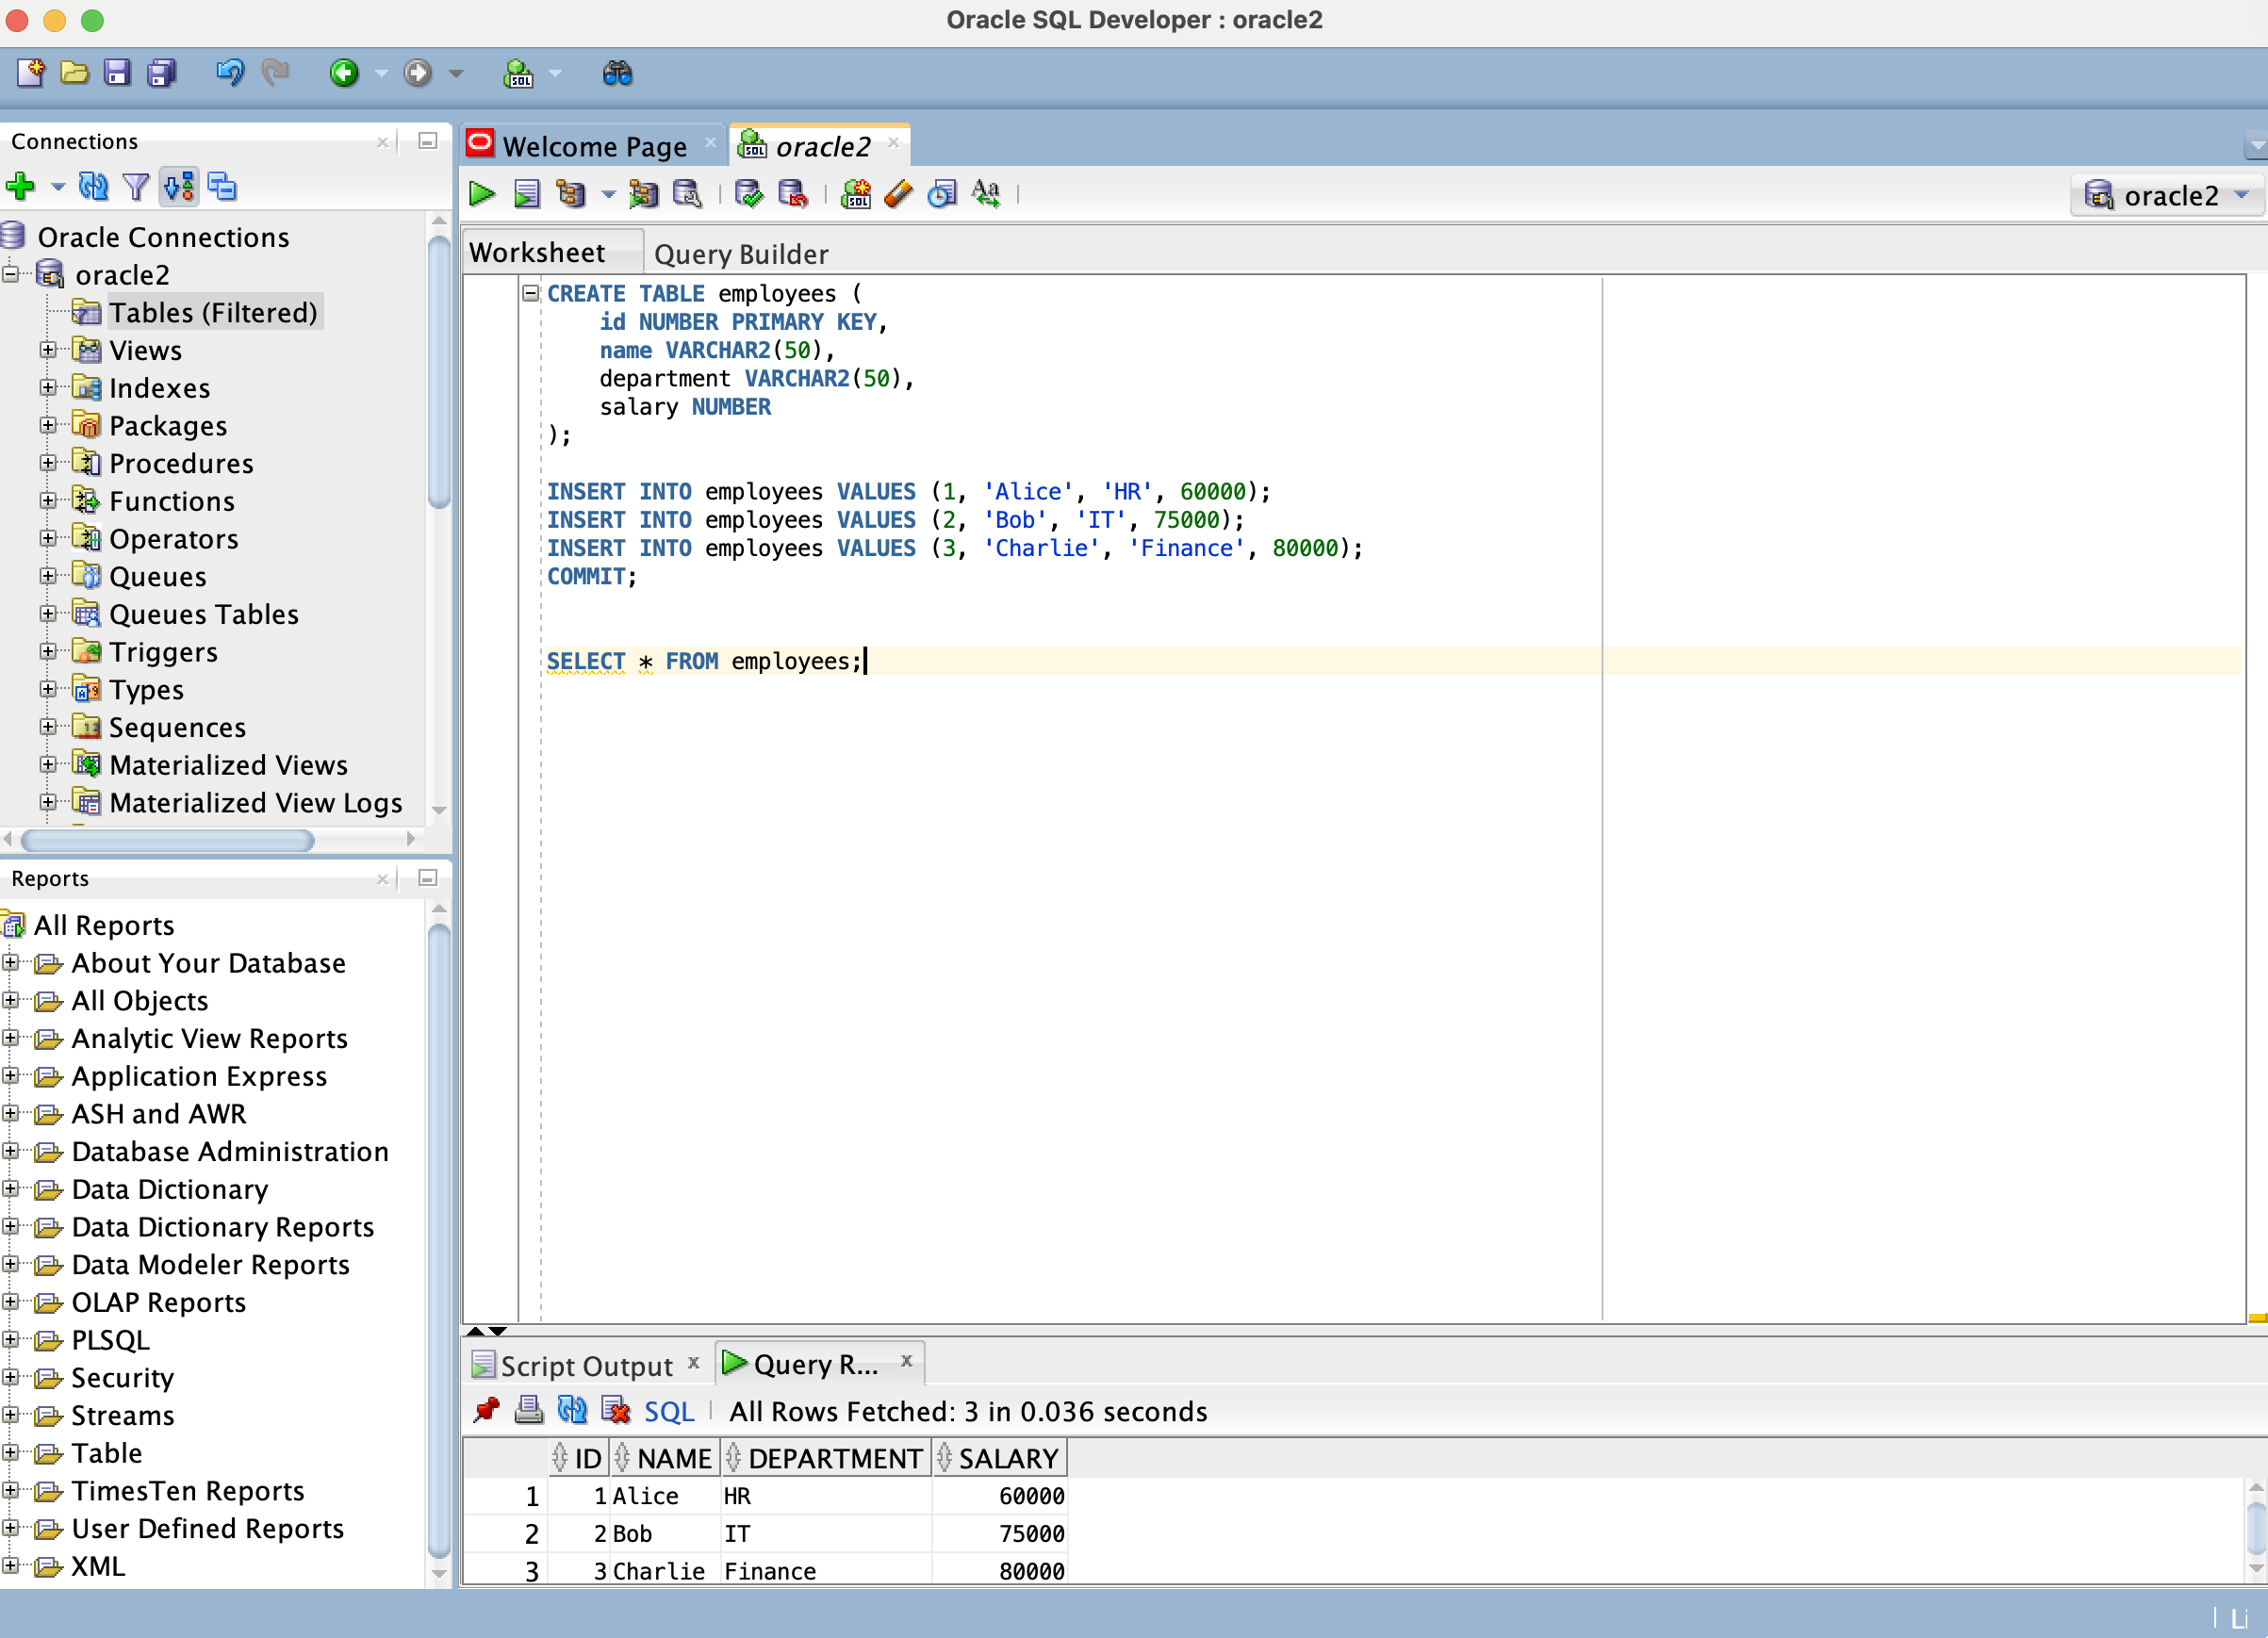 Oracle SQL Developer : oracle2
Connections
Oracle Connections
oracle2
Tables (Filtered)
Views
Indexes
Packages
Procedures
Functions
Operators
Queues
Queues Tables
Triggers
Types
Sequences
Materialized Views
Materialized View Logs
Reports
All Reports
About Your Database
All Objects
Analytic View Reports
Application Express
ASH and AWR
Database Administration
Data Dictionary
Data Dictionary Reports
Data Modeler Reports
OLAP Reports
PLSQL
Security
Streams
Table
TimesTen Reports
User Defined Reports
XML
Welcome Page
oracle2
oracle2
Worksheet Query Builder
CREATE TABLE employees (
    id NUMBER PRIMARY KEY,
    name VARCHAR2(50),
    department VARCHAR2(50),
    salary NUMBER
);
INSERT INTO employees VALUES (1, 'Alice', 'HR', 60000);
INSERT INTO employees VALUES (2, 'Bob', 'IT', 75000);
INSERT INTO employees VALUES (3, 'Charlie', 'Finance', 80000);
COMMIT;
SELECT * FROM employees;
Script Output Query R...
SQL All Rows Fetched: 3 in 0.036 seconds
ID NAME DEPARTMENT SALARY
1 1 Alice HR 60000
2 2 Bob IT 75000
3 3 Charlie Finance 80000